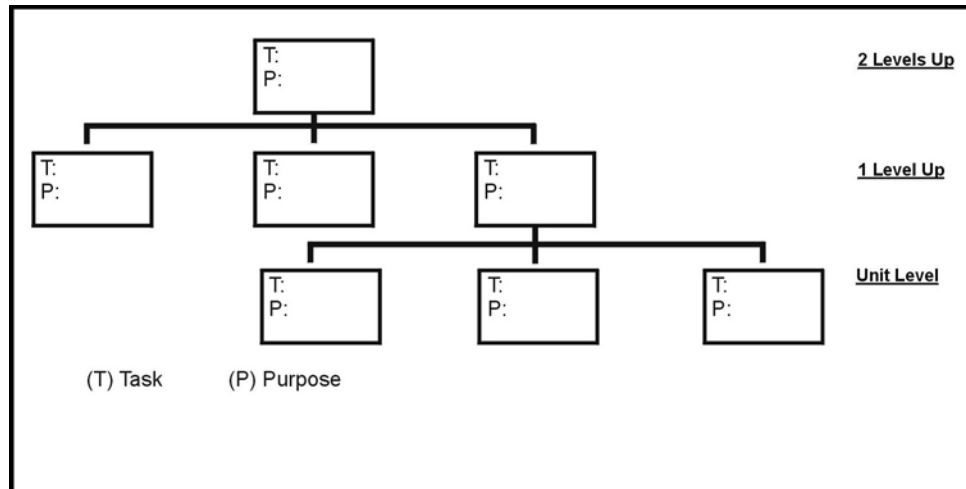 T:
P:
2 Levels Up
T:
P:
T:
P:
T:
P:
1 Level Up
T:
P:
T:
P:
T:
P:
Unit Level
(T) Task (P) Purpose